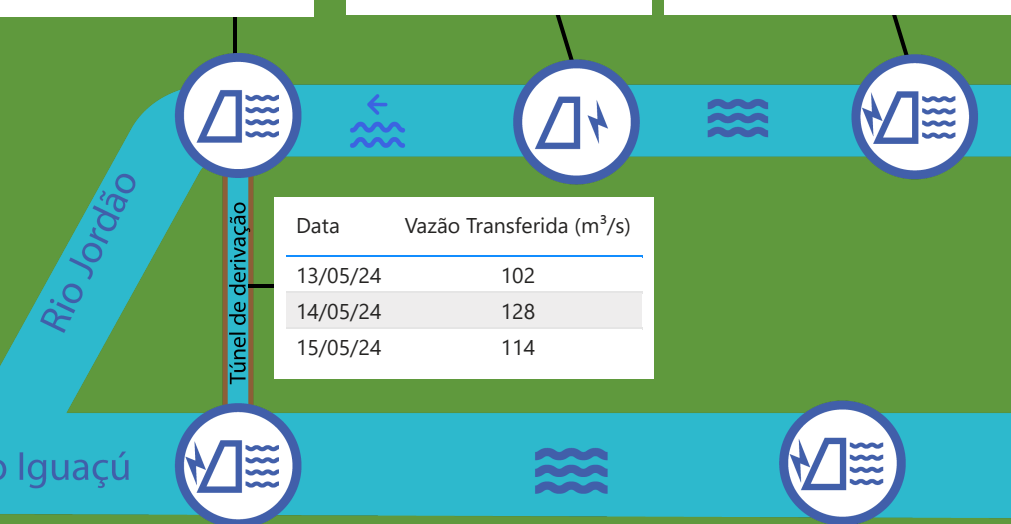 Rio Jordão
Túnel de derivação
Data Vazão Transferida (m³/s)
13/05/24 102
14/05/24 128
15/05/24 114
o Iguaçú